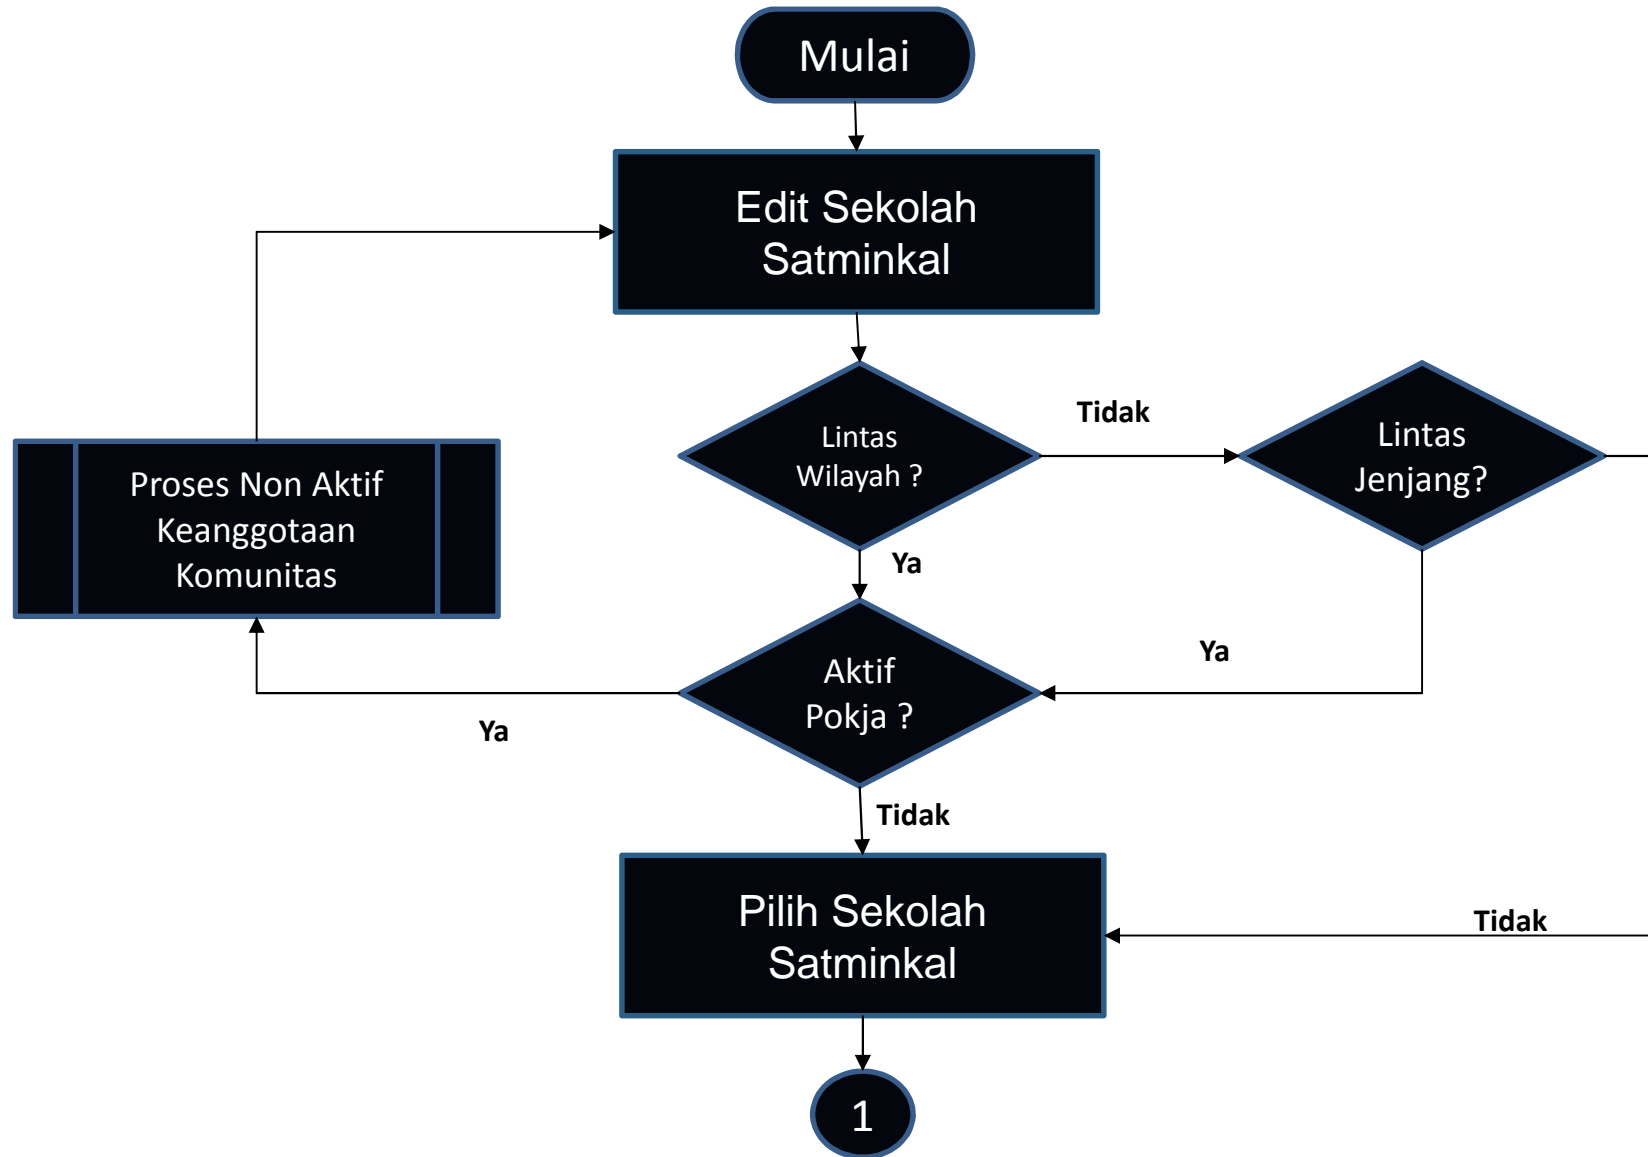 Mulai
Edit Sekolah
Satminkal
Tidak
Lintas
Wilayah ?
Lintas
Jenjang?
Proses Non Aktif
Keanggotaan
Komunitas
Ya
Ya
Aktif
Pokja ?
Ya
Tidak
Pilih Sekolah
Satminkal
Tidak
1